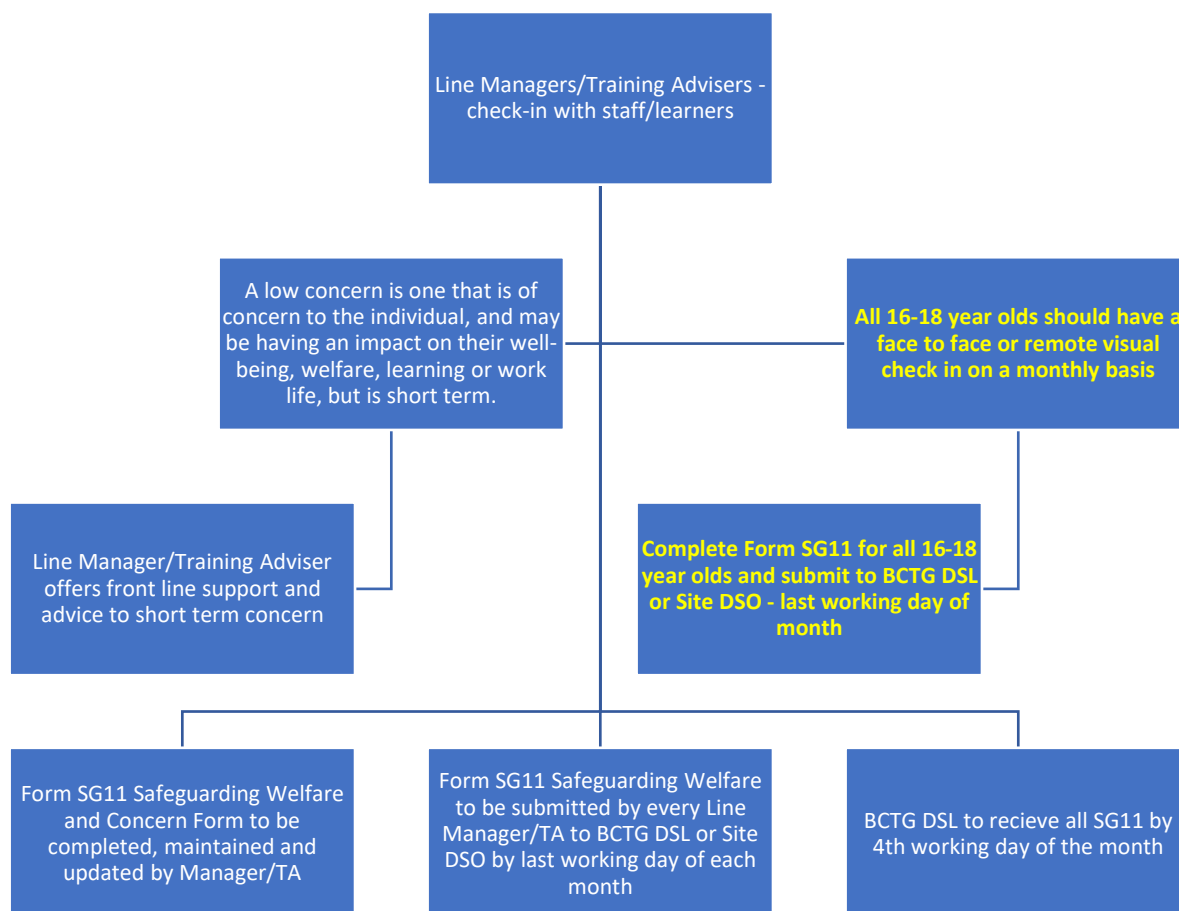 Line Managers/Training Advisers -
check-in with staff/learners
A low concern is one that is of
concern to the individual, and may
be having an impact on their well-
being, welfare, learning or work
life, but is short term.
All 16-18 year olds should have a
face to face or remote visual
check in on a monthly basis
Line Manager/Training Adviser
offers front line support and
advice to short term concern
Complete Form SG11 for all 16-18
year olds and submit to BCTG DSL
or Site DSO - last working day of
month
Form SG11 Safeguarding Welfare
and Concern Form to be
completed, maintained and
updated by Manager/TA
Form SG11 Safeguarding Welfare
to be submitted by every Line
Manager/TA to BCTG DSL or Site
DSO by last working day of each
month
BCTG DSL to recieve all SG11 by
4th working day of the month